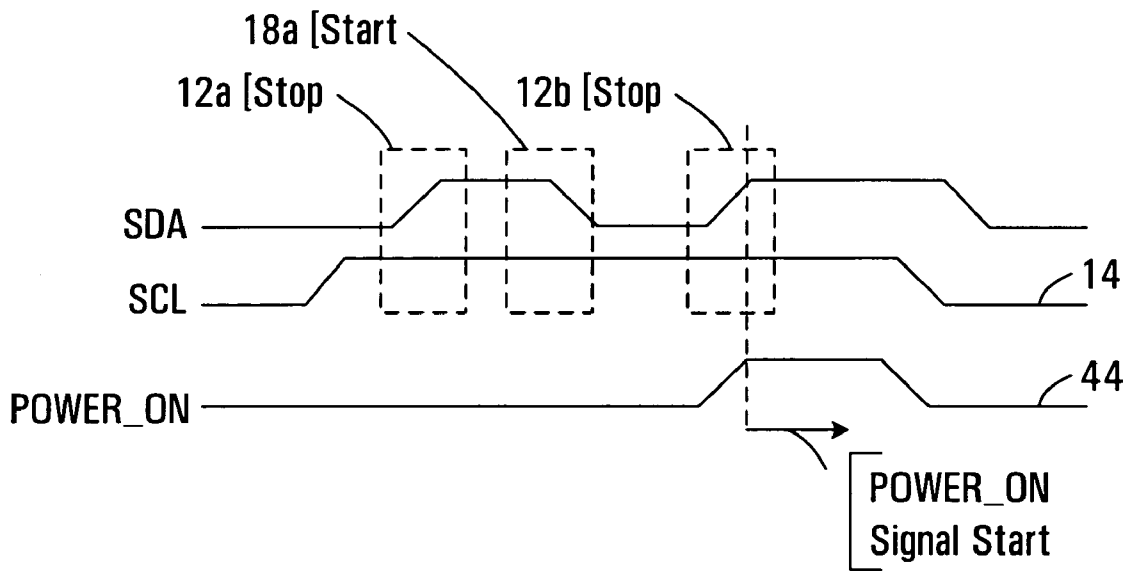 18a [Start
12a [Stop
12b [Stop
SDA
SCL
14
POWER_ON
44
POWER_ON
Signal Start